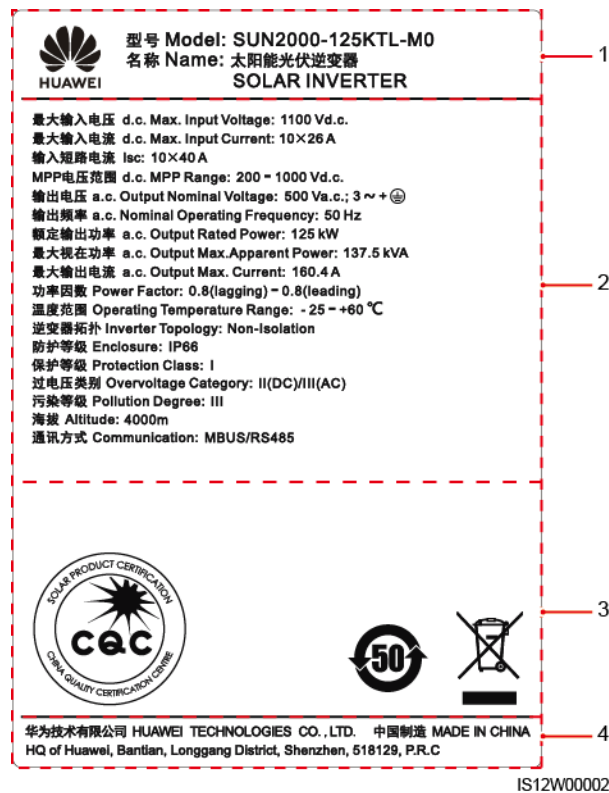 HUAWEI
型号 Model: SUN2000-125KTL-M0
名称 Name: 太阳能光伏逆变器
SOLAR INVERTER
1
最大输入电压 d.c. Max. Input Voltage: 1100 Vd.c.
最大输入电流 d.c. Max. Input Current: 10×26 A
输入短路电流 Isc: 10×40 A
MPP电压范围 d.c. MPP Range: 200 - 1000 Vd.c.
输出电压 a.c. Output Nominal Voltage: 500 Va.c.; 3 ~ +
输出频率 a.c. Nominal Operating Frequency: 50 Hz
额定输出功率 a.c. Output Rated Power: 125 kW
最大视在功率 a.c. Output Max.Apparent Power: 137.5 kVA
最大输出电流 a.c. Output Max. Current: 160.4 A
功率因数 Power Factor: 0.8(lagging) - 0.8(leading)
温度范围 Operating Temperature Range: - 25 - +60 ℃
逆变器拓扑 Inverter Topology: Non-Isolation
防护等级 Enclosure: IP66
保护等级 Protection Class: I
过电压类别 Overvoltage Category: II(DC)/III(AC)
污染等级 Pollution Degree: III
海拔 Altitude: 4000m
通讯方式 Communication: MBUS/RS485
2
SOLAR PRODUCT CERTIFICATION
CQC
CHINA QUALITY CERTIFICATION CENTRE
50
3
华为技术有限公司 HUAWEI TECHNOLOGIES CO., LTD. 中国制造 MADE IN CHINA
HQ of Huawei, Bantian, Longgang District, Shenzhen, 518129, P.R.C
4
IS12W00002